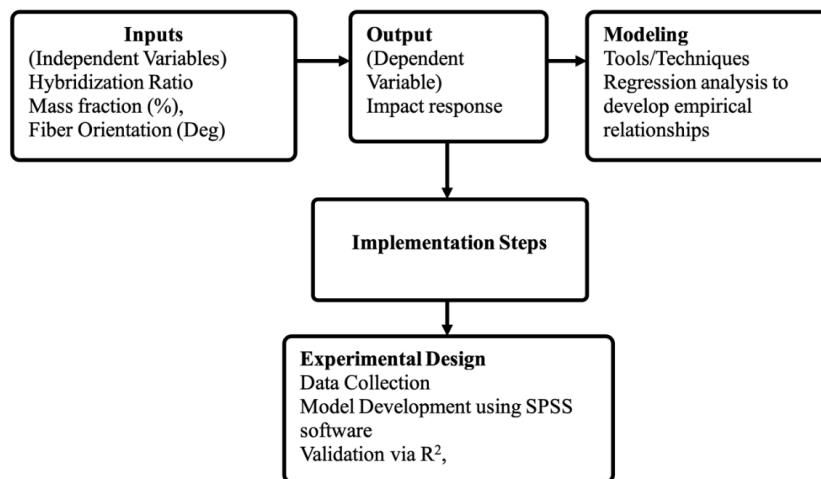 Inputs
(Independent Variables)
Hybridization Ratio
Mass fraction (%),
Fiber Orientation (Deg)
Output
(Dependent
Variable)
Impact response
Modeling
Tools/Techniques
Regression analysis to
develop empirical
relationships
Implementation Steps
Experimental Design
Data Collection
Model Development using SPSS
software
Validation via R²,